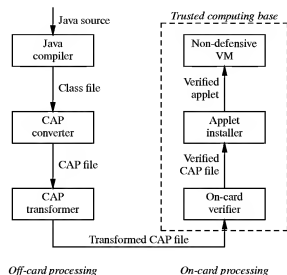 Java source
Java
compiler
Class file
CAP
converter
CAP file
CAP
transformer
Transformed CAP file
Off-card processing
Trusted computing base
Non-defensive
VM
Verified
applet
Applet
installer
Verified
CAP file
On-card
verifier
On-card processing